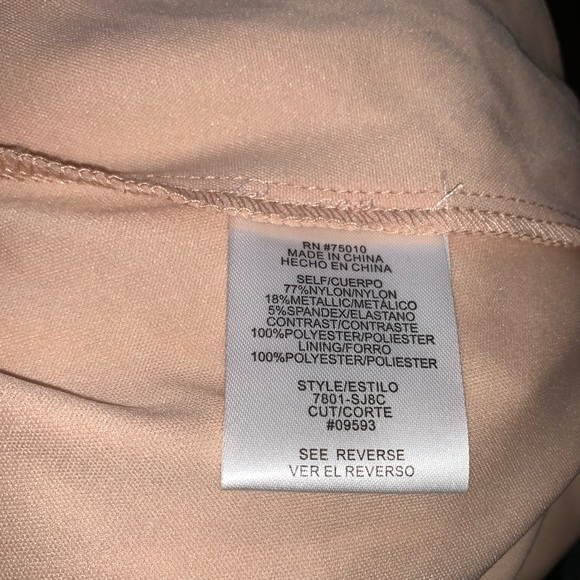 RN #75010
MADE IN CHINA
HECHO EN CHINA
SELF/CUERPO
77%NYLON/NYLON
18%METALLIC/METÁLICO
5%SPANDEX/ELASTANO
CONTRAST/CONTRASTE
100%POLYESTER/POLIESTER
LINING/FORRO
100%POLYESTER/POLIESTER
STYLE/ESTILO
7801-SJ8C
CUT/CORTE
#09593
SEE REVERSE
VER EL REVERSO